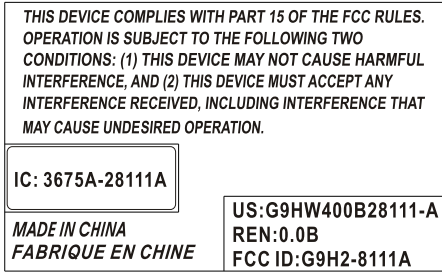 THIS DEVICE COMPLIES WITH PART 15 OF THE FCC RULES.
OPERATION IS SUBJECT TO THE FOLLOWING TWO
CONDITIONS: (1) THIS DEVICE MAY NOT CAUSE HARMFUL
INTERFERENCE, AND (2) THIS DEVICE MUST ACCEPT ANY
INTERFERENCE RECEIVED, INCLUDING INTERFERENCE THAT
MAY CAUSE UNDESIRED OPERATION.
IC: 3675A-28111A
MADE IN CHINA
FABRIQUE EN CHINE
US:G9HW400B28111-A
REN:0.0B
FCC ID:G9H2-8111A